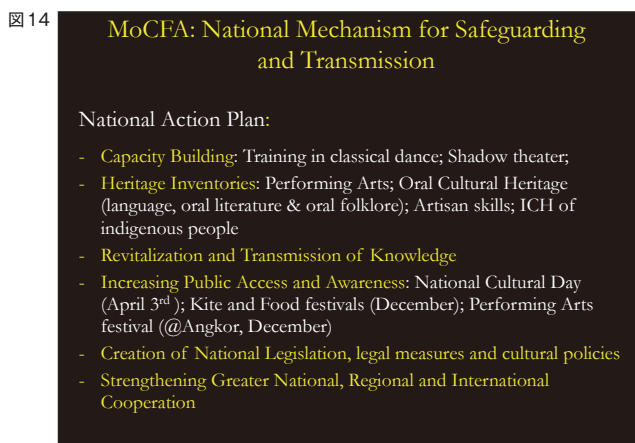 図14
MoCFA: National Mechanism for Safeguarding
and Transmission
National Action Plan:
- Capacity Building: Training in classical dance; Shadow theater;
- Heritage Inventories: Performing Arts; Oral Cultural Heritage
(language, oral literature & oral folklore); Artisan skills; ICH of
indigenous people
- Revitalization and Transmission of Knowledge
- Increasing Public Access and Awareness: National Cultural Day
(April 3rd ); Kite and Food festivals (December); Performing Arts
festival (@Angkor, December)
- Creation of National Legislation, legal measures and cultural policies
- Strengthening Greater National, Regional and International
Cooperation